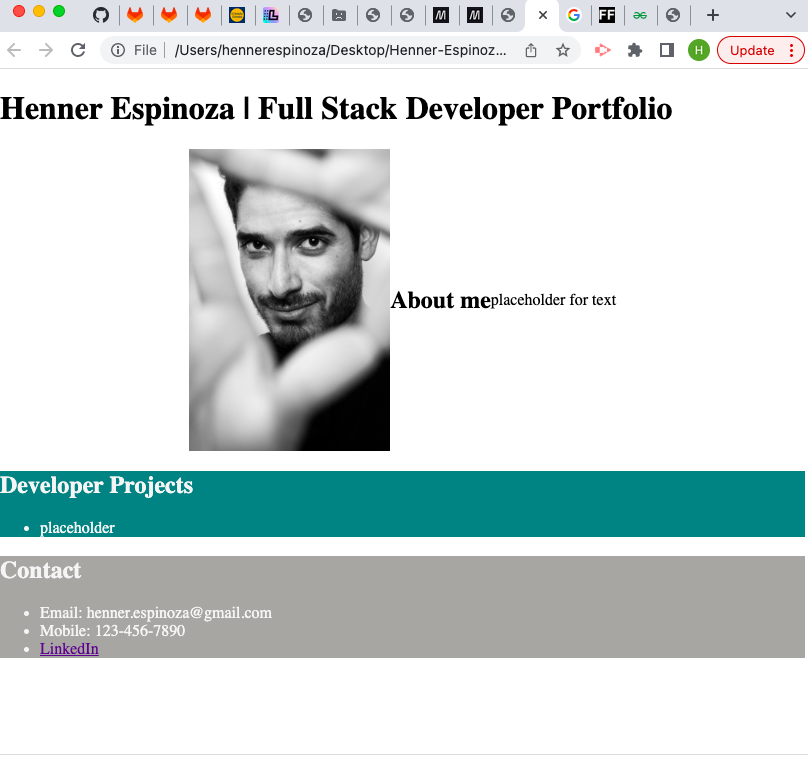 File
/Users/hennerespinoza/Desktop/Henner-Espinoz...
H
Update
Henner Espinoza | Full Stack Developer Portfolio
About me
placeholder for text
Developer Projects
placeholder
Contact
Email: henner.espinoza@gmail.com
Mobile: 123-456-7890
LinkedIn